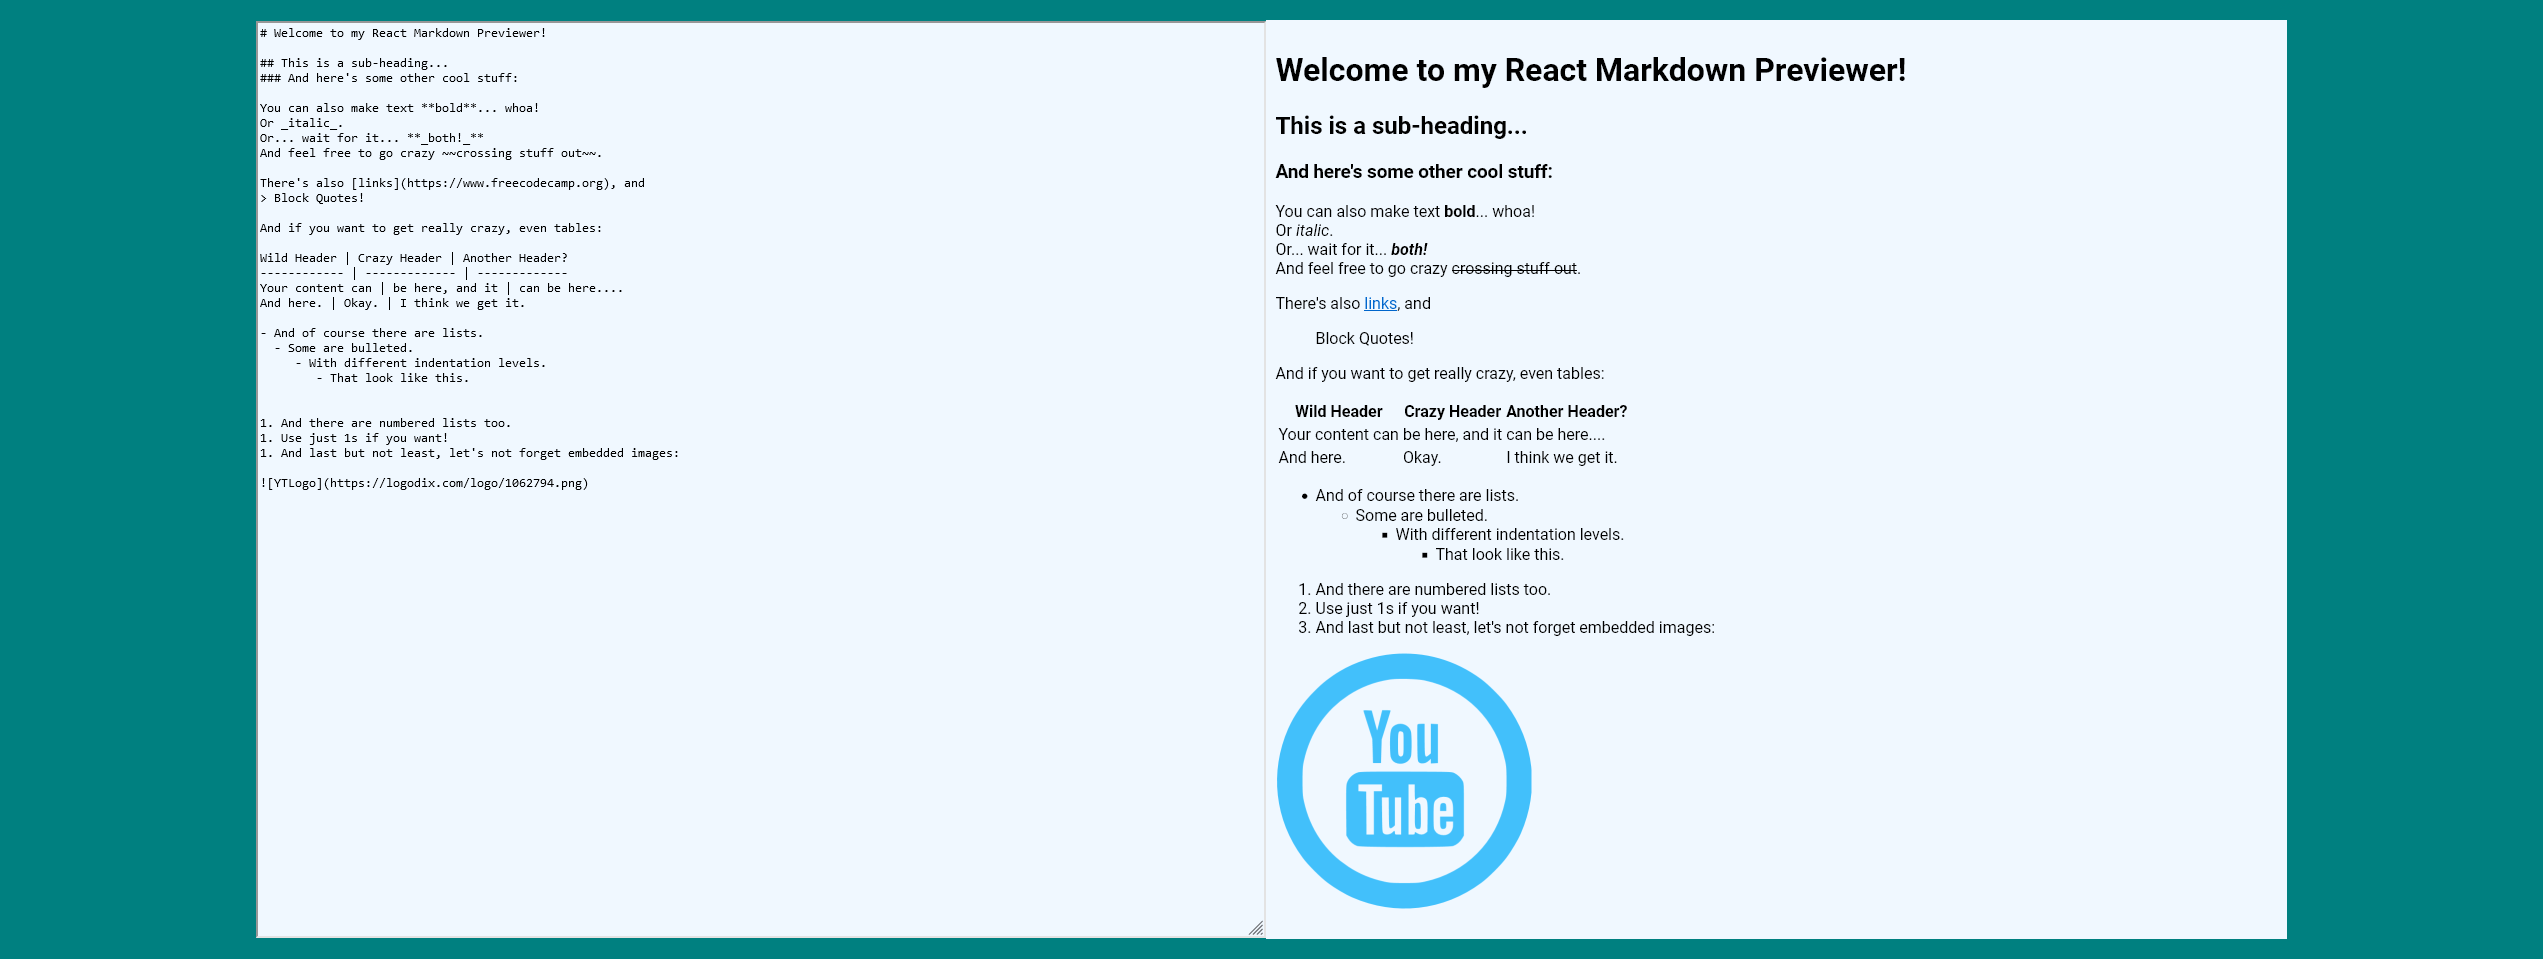 # Welcome to my React Markdown Previewer!
## This is a sub-heading...
### And here's some other cool stuff:
You can also make text **bold**... whoa!
Or _italic_.
Or... wait for it... **_both!_**
And feel free to go crazy ~~crossing stuff out~~.
There's also [links](https://www.freecodecamp.org), and
> Block Quotes!
And if you want to get really crazy, even tables:
Wild Header | Crazy Header | Another Header?
------------ | ------------- | -------------
Your content can | be here, and it | can be here....
And here. | Okay. | I think we get it.
- And of course there are lists.
  - Some are bulleted.
     - With different indentation levels.
        - That look like this.
1. And there are numbered lists too.
1. Use just 1s if you want!
1. And last but not least, let's not forget embedded images:
![YTLogo](https://logodix.com/logo/1062794.png)
Welcome to my React Markdown Previewer!
This is a sub-heading...
And here's some other cool stuff:
You can also make text bold... whoa!
Or italic.
Or... wait for it... both!
And feel free to go crazy crossing stuff out.
There's also links, and
Block Quotes!
And if you want to get really crazy, even tables:
Wild Header Crazy Header Another Header?
Your content can be here, and it can be here....
And here. Okay. I think we get it.
• And of course there are lists.
○ Some are bulleted.
▪ With different indentation levels.
▪ That look like this.
1. And there are numbered lists too.
2. Use just 1s if you want!
3. And last but not least, let's not forget embedded images:
You
Tube